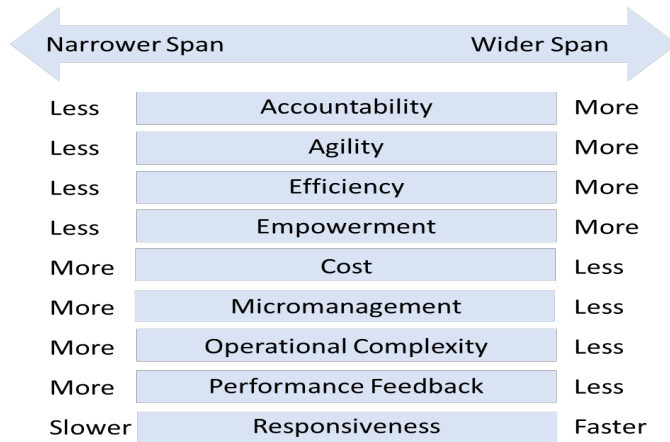 Narrower Span Wider Span
Less Accountability More
Less Agility More
Less Efficiency More
Less Empowerment More
More Cost Less
More Micromanagement Less
More Operational Complexity Less
More Performance Feedback Less
Slower Responsiveness Faster